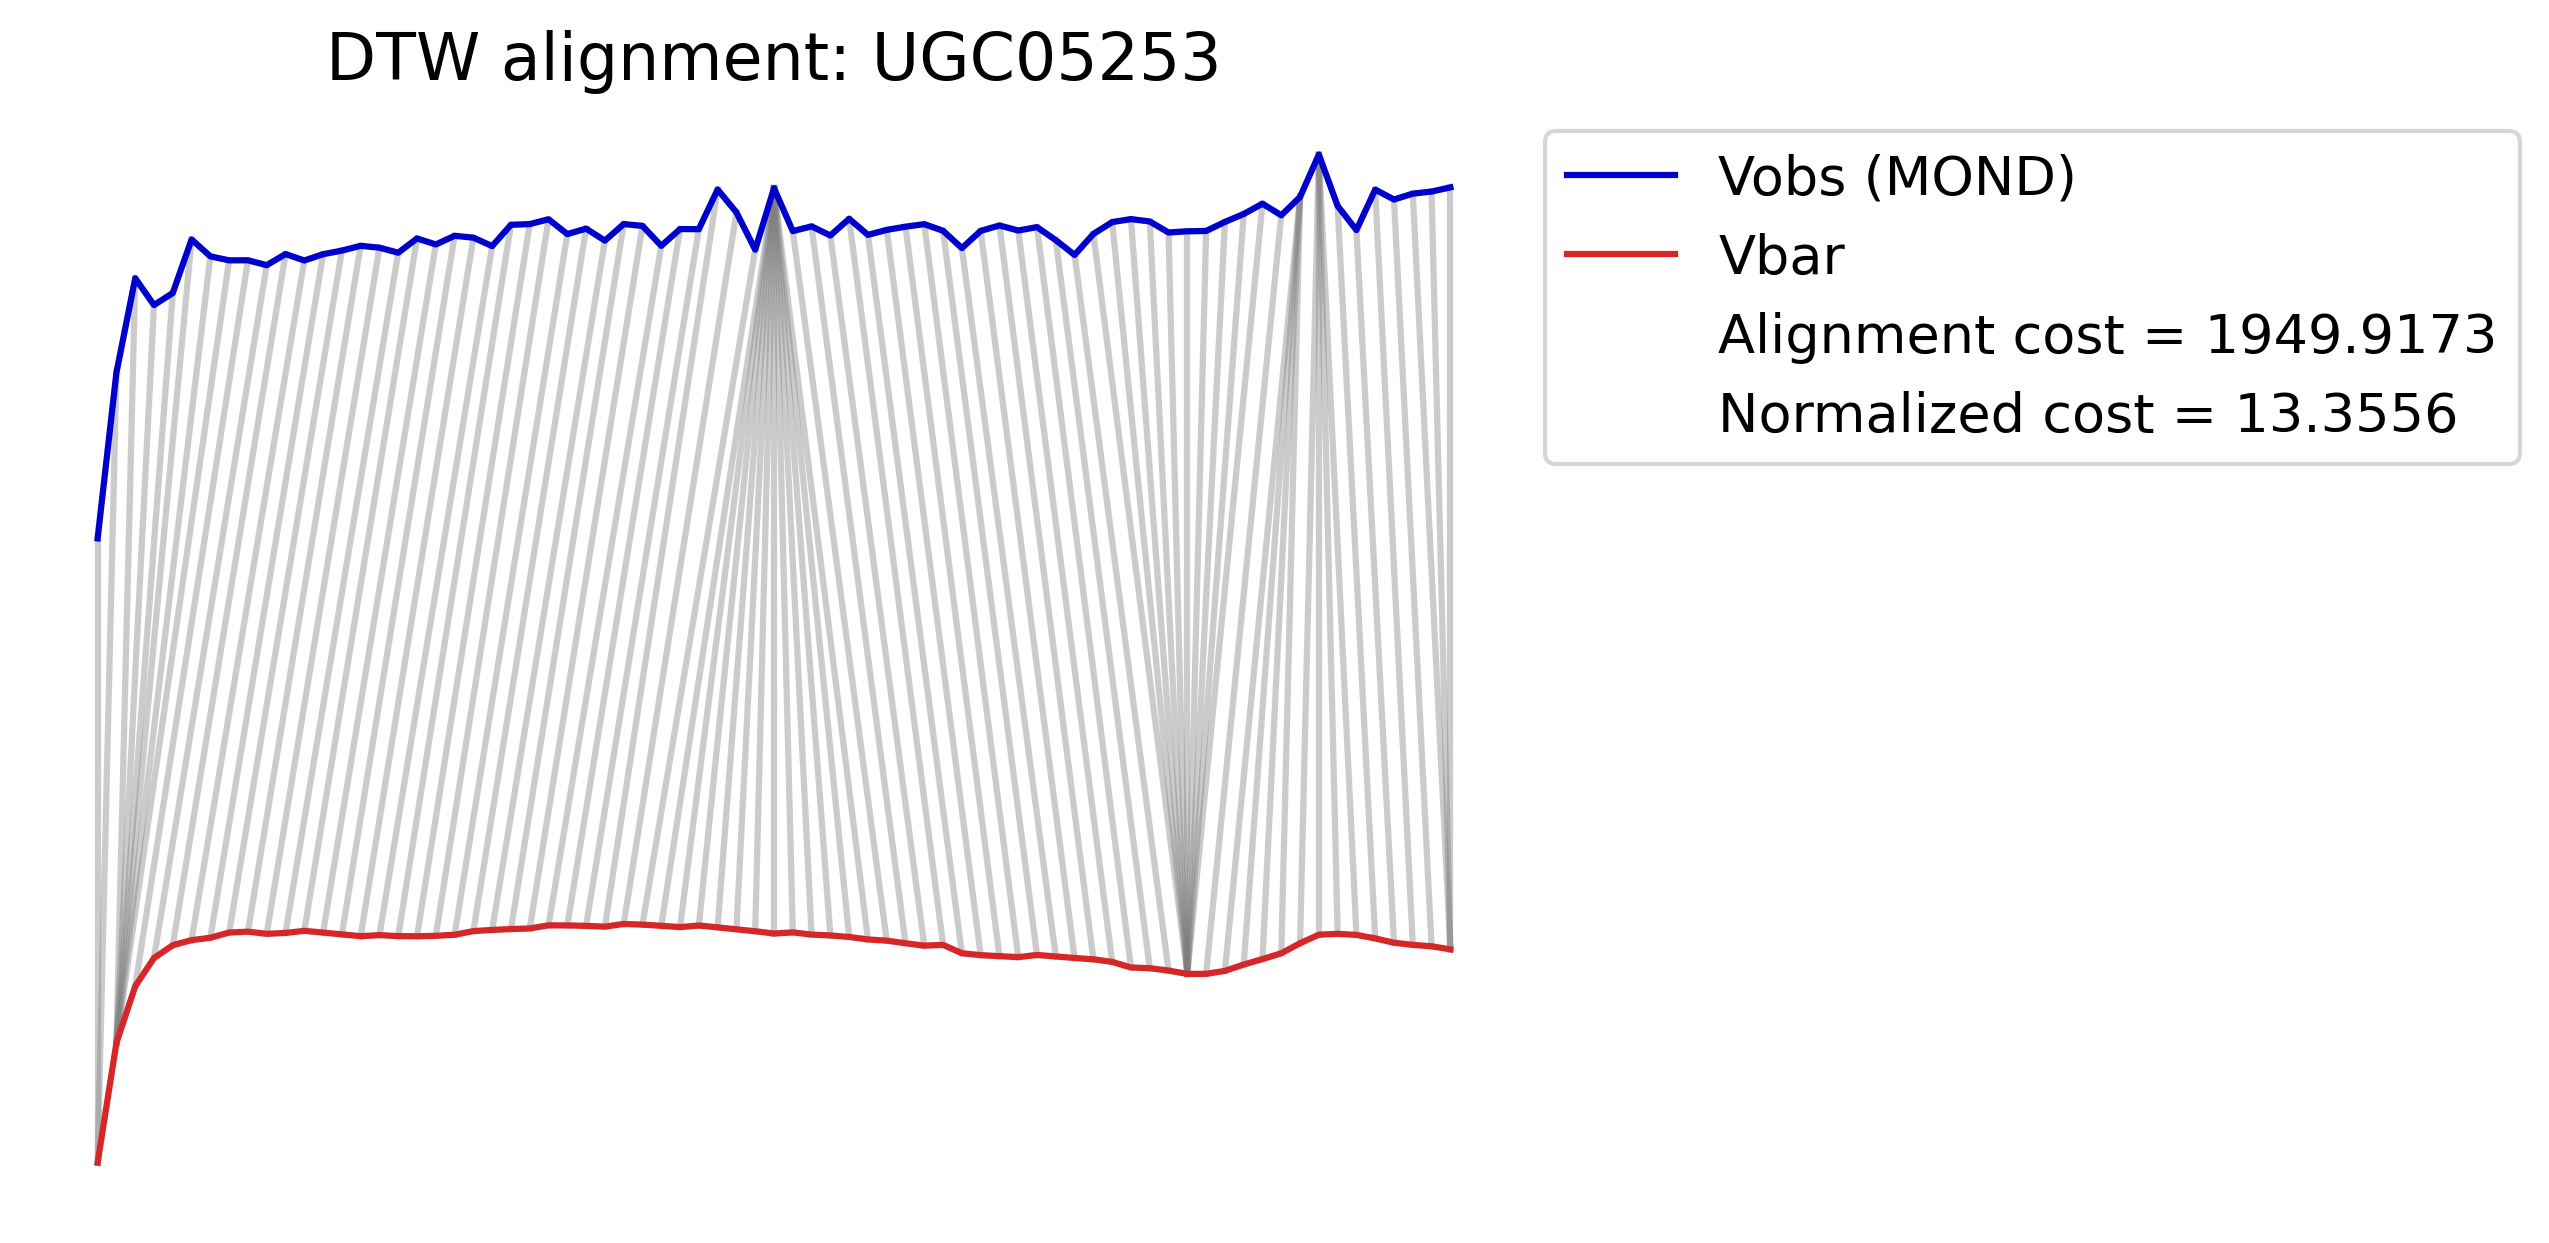 DTW alignment: UGC05253
Vobs (MOND)
Vbar
Alignment cost = 1949.9173
Normalized cost = 13.3556